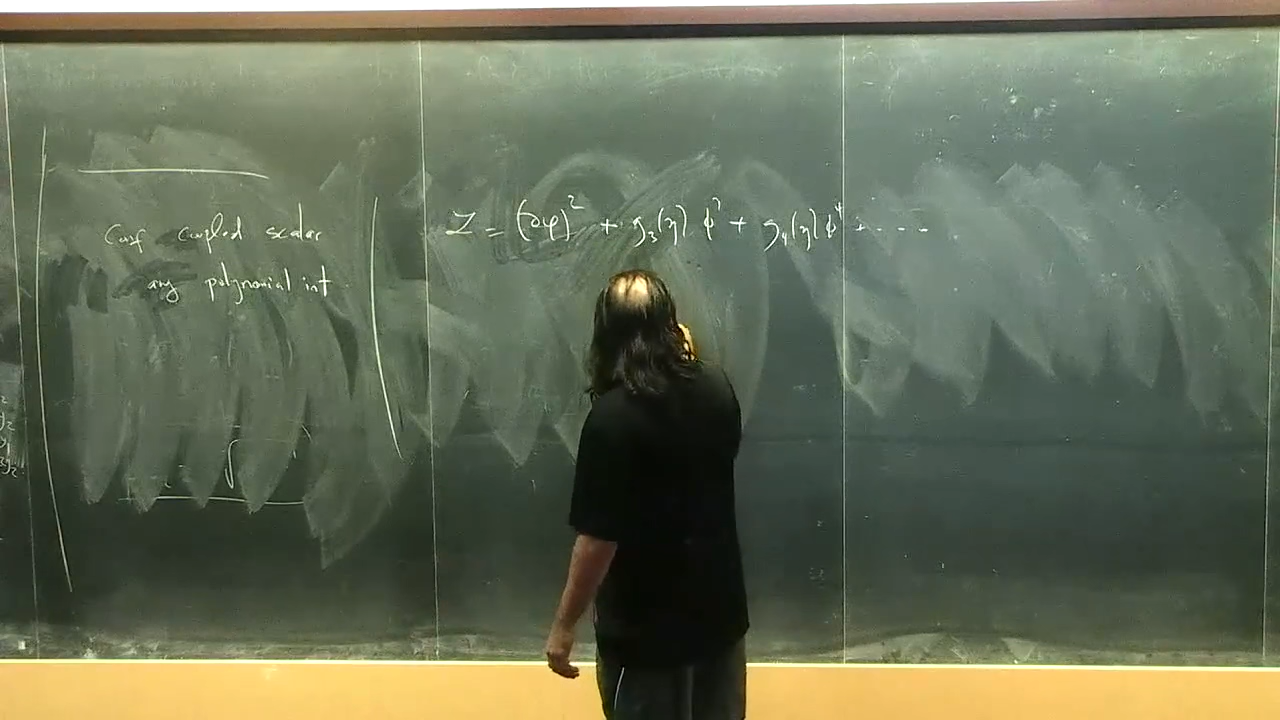 Conf coupled scalar
any polynomial int
L = (∂φ)² + g₃(η) φ³ + g₄(η) φ⁴ + ....